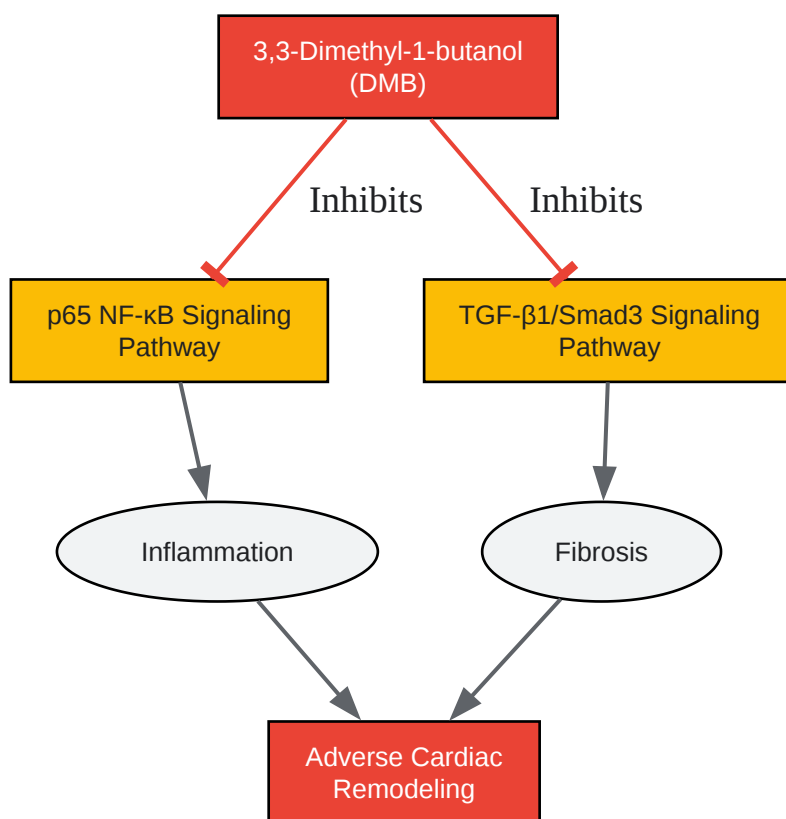 3,3-Dimethyl-1-butanol
(DMB)
Inhibits
Inhibits
p65 NF-κB Signaling
Pathway
TGF-β1/Smad3 Signaling
Pathway
Inflammation
Fibrosis
Adverse Cardiac
Remodeling